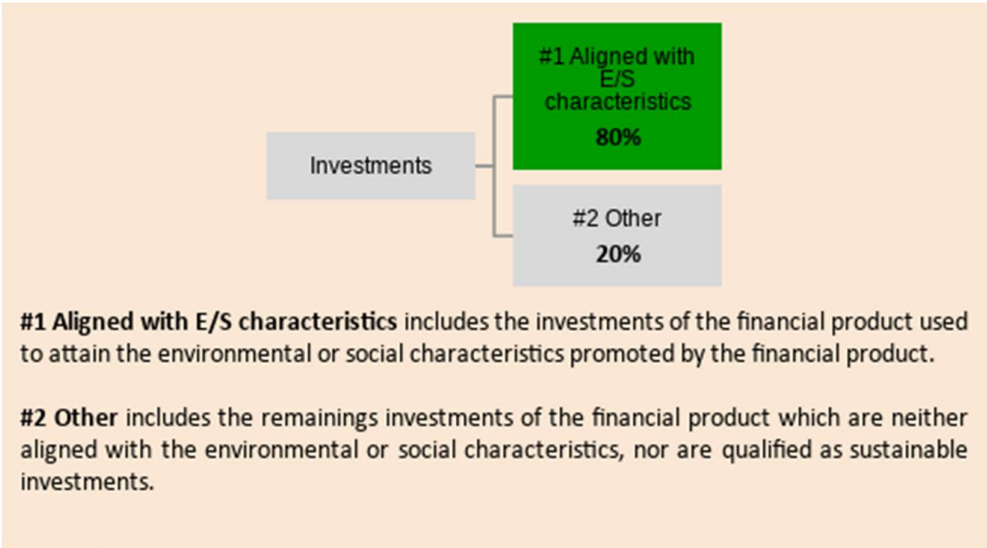 #1 Aligned with
E/S
characteristics
80%
Investments
#2 Other
20%
#1 Aligned with E/S characteristics includes the investments of the financial product used
to attain the environmental or social characteristics promoted by the financial product.
#2 Other includes the remainings investments of the financial product which are neither
aligned with the environmental or social characteristics, nor are qualified as sustainable
investments.